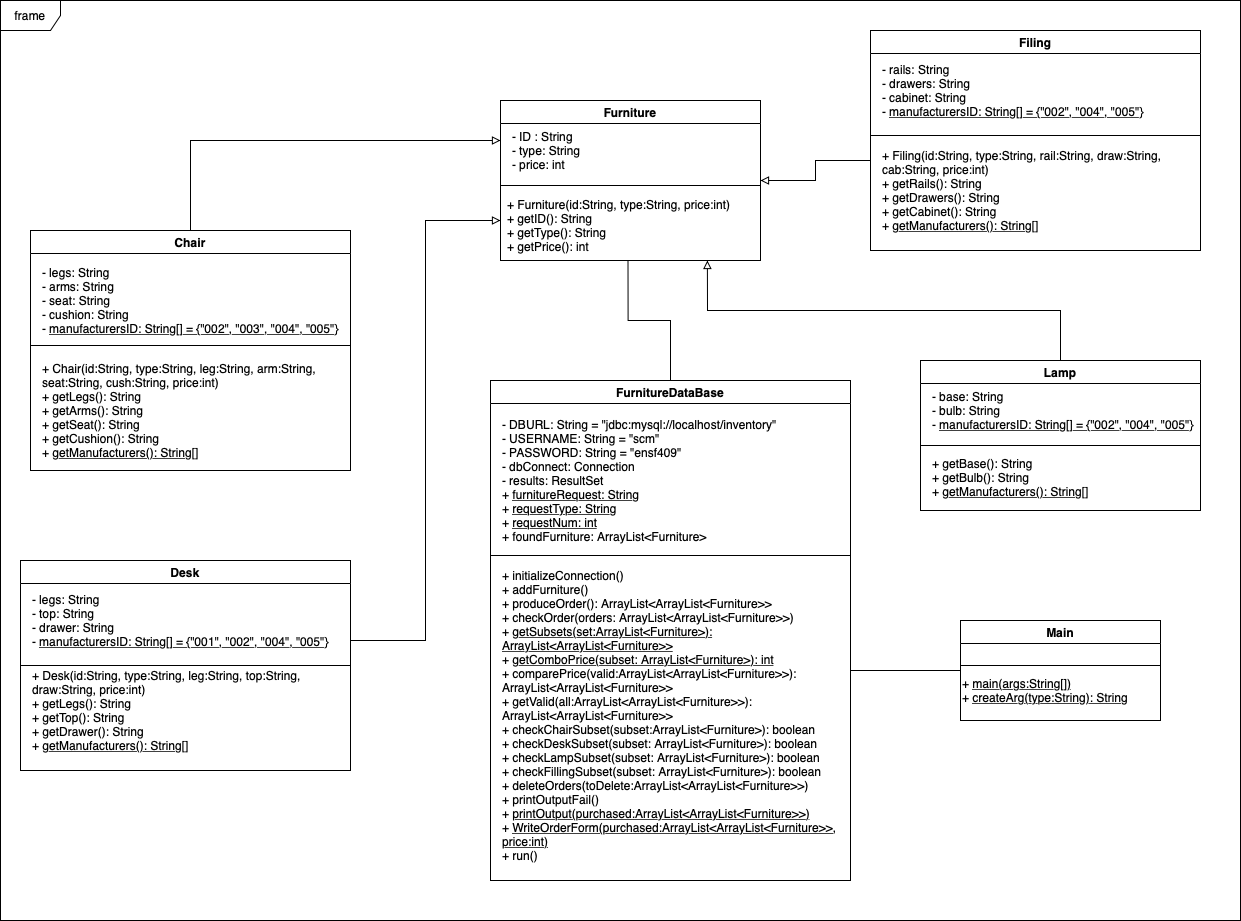 frame
Filing
- rails: String
- drawers: String
- cabinet: String
- manufacturersID: String[] = {"002", "004", "005"}
+ Filing(id:String, type:String, rail:String, draw:String,
cab:String, price:int)
+ getRails(): String
+ getDrawers(): String
+ getCabinet(): String
+ getManufacturers(): String[]
Furniture
- ID : String
- type: String
- price: int
+ Furniture(id:String, type:String, price:int)
+ getID(): String
+ getType(): String
+ getPrice(): int
Chair
- legs: String
- arms: String
- seat: String
- cushion: String
- manufacturersID: String[] = {"002", "003", "004", "005"}
+ Chair(id:String, type:String, leg:String, arm:String,
seat:String, cush:String, price:int)
+ getLegs(): String
+ getArms(): String
+ getSeat(): String
+ getCushion(): String
+ getManufacturers(): String[]
Lamp
- base: String
- bulb: String
- manufacturersID: String[] = {"002", "004", "005"}
+ getBase(): String
+ getBulb(): String
+ getManufacturers(): String[]
FurnitureDataBase
- DBURL: String = "jdbc:mysql://localhost/inventory"
- USERNAME: String = "scm"
- PASSWORD: String = "ensf409"
- dbConnect: Connection
- results: ResultSet
+ furnitureRequest: String
+ requestType: String
+ requestNum: int
+ foundFurniture: ArrayList<Furniture>
+ initializeConnection()
+ addFurniture()
+ produceOrder(): ArrayList<ArrayList<Furniture>>
+ checkOrder(orders: ArrayList<ArrayList<Furniture>>)
+ getSubsets(set:ArrayList<Furniture>):
ArrayList<ArrayList<Furniture>>
+ getComboPrice(subset: ArrayList<Furniture>): int
+ comparePrice(valid:ArrayList<ArrayList<Furniture>>):
ArrayList<ArrayList<Furniture>>
+ getValid(all:ArrayList<ArrayList<Furniture>>):
ArrayList<ArrayList<Furniture>>
+ checkChairSubset(subset:ArrayList<Furniture>): boolean
+ checkDeskSubset(subset: ArrayList<Furniture>): boolean
+ checkLampSubset(subset: ArrayList<Furniture>): boolean
+ checkFillingSubset(subset: ArrayList<Furniture>): boolean
+ deleteOrders(toDelete:ArrayList<ArrayList<Furniture>>)
+ printOutputFail()
+ printOutput(purchased:ArrayList<ArrayList<Furniture>>)
+ WriteOrderForm(purchased:ArrayList<ArrayList<Furniture>>,
price:int)
+ run()
Desk
- legs: String
- top: String
- drawer: String
- manufacturersID: String[] = {"001", "002", "004", "005"}
+ Desk(id:String, type:String, leg:String, top:String,
draw:String, price:int)
+ getLegs(): String
+ getTop(): String
+ getDrawer(): String
+ getManufacturers(): String[]
Main
+ main(args:String[])
+ createArg(type:String): String